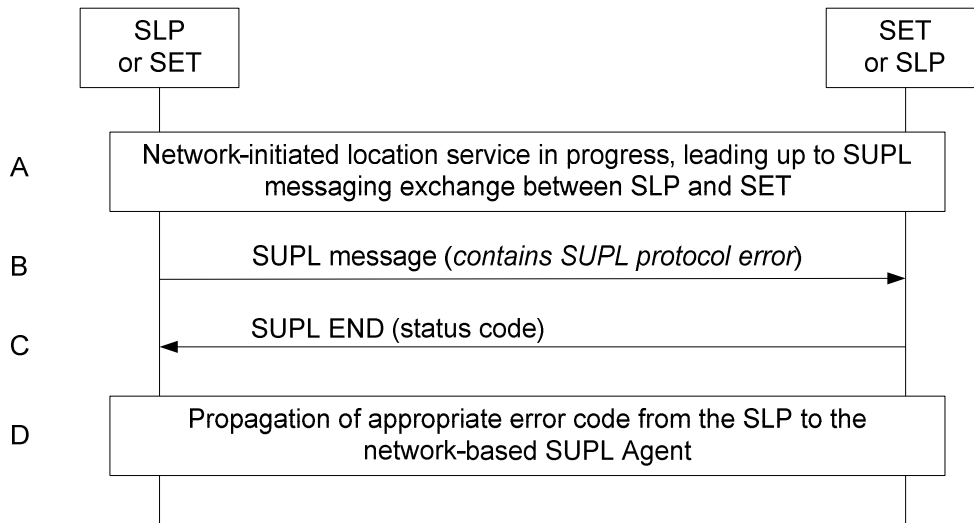 SLP
or SET
SET
or SLP
A
Network-initiated location service in progress, leading up to SUPL
messaging exchange between SLP and SET
B
SUPL message (contains SUPL protocol error)
C
SUPL END (status code)
D
Propagation of appropriate error code from the SLP to the
network-based SUPL Agent